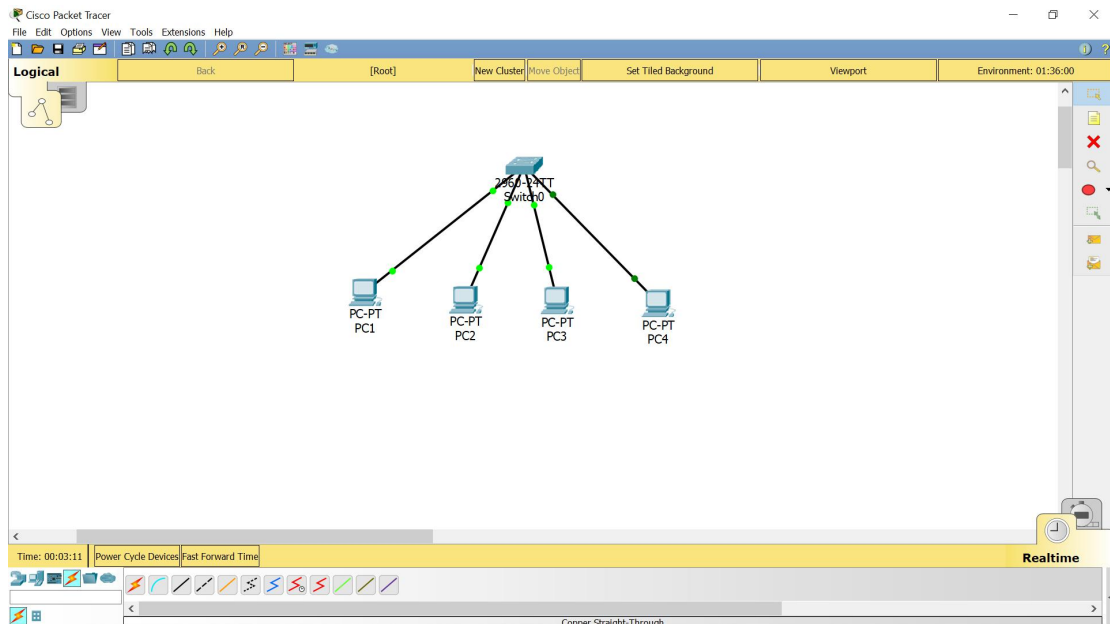 Cisco Packet Tracer
File Edit Options View Tools Extensions Help
Logical Back [Root] New Cluster Move Object Set Tiled Background Viewport Environment: 01:36:00
2960-24TT
Switch0
PC-PT
PC1
PC-PT
PC2
PC-PT
PC3
PC-PT
PC4
Time: 00:03:11 Power Cycle Devices Fast Forward Time Realtime
Copper Straight-Through